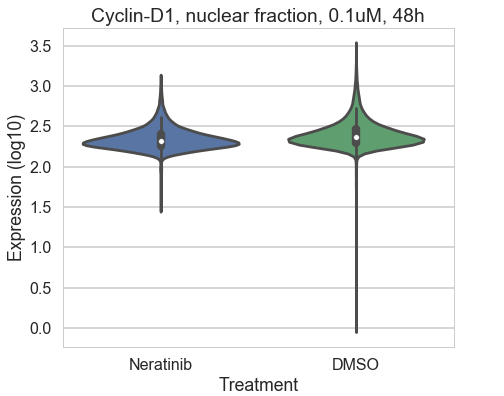 Cyclin-D1, nuclear fraction, 0.1uM, 48h
Expression (log10)
3.5
3.0
2.5
2.0
1.5
1.0
0.5
0.0
Neratinib
DMSO
Treatment